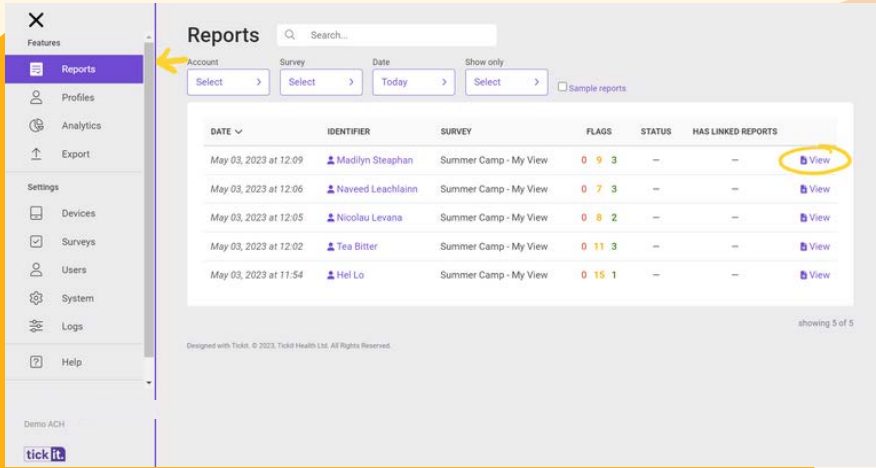 Features
Reports
Profiles
Analytics
Export
Settings
Devices
Surveys
Users
System
Logs
Help
Demo ACH
tick it.
Reports
Search...
Account Survey Date Show only
Select Select Today Select Sample reports
DATE IDENTIFIER SURVEY FLAGS STATUS HAS LINKED REPORTS
May 03, 2023 at 12:09 Madilyn Steaphan Summer Camp - My View 0 9 3 – – View
May 03, 2023 at 12:06 Naveed Leachlainn Summer Camp - My View 0 7 3 – – View
May 03, 2023 at 12:05 Nicolau Levana Summer Camp - My View 0 8 2 – – View
May 03, 2023 at 12:02 Tea Bitter Summer Camp - My View 0 11 3 – – View
May 03, 2023 at 11:54 Hel Lo Summer Camp - My View 0 15 1 – – View
showing 5 of 5
Designed with TickiT. © 2023, TickiT Health Ltd. All Rights Reserved.